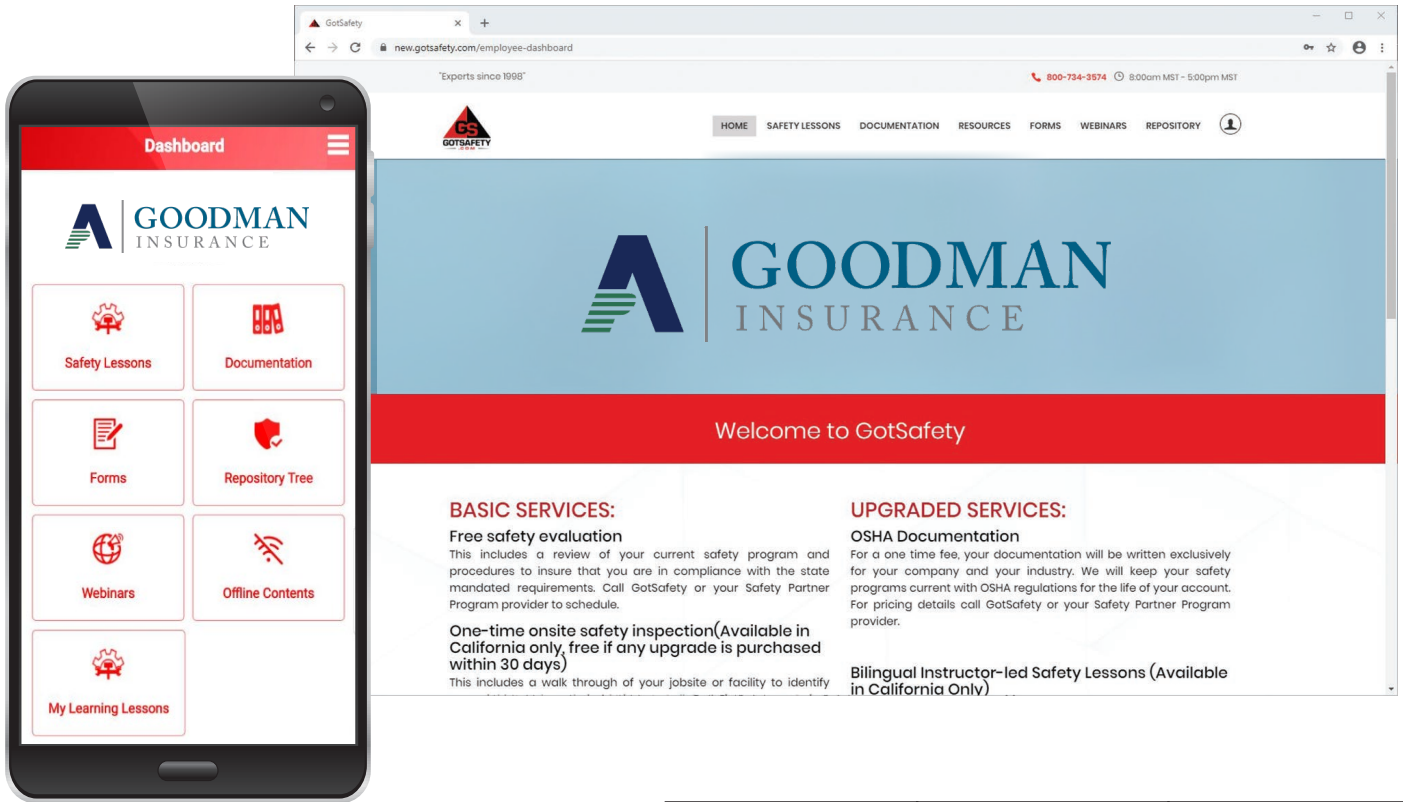 GotSafety
new.gotsafety.com/employee-dashboard
"Experts since 1998"
800-734-3574 8:00am MST - 5:00pm MST
GS
GOTSAFETY
.COM
HOME SAFETY LESSONS DOCUMENTATION RESOURCES FORMS WEBINARS REPOSITORY
GOODMAN
INSURANCE
Welcome to GotSafety
BASIC SERVICES:
Free safety evaluation
This includes a review of your current safety program and
procedures to insure that you are in compliance with the state
mandated requirements. Call GotSafety or your Safety Partner
Program provider to schedule.
One-time onsite safety inspection(Available in
California only, free if any upgrade is purchased
within 30 days)
This includes a walk through of your jobsite or facility to identify
UPGRADED SERVICES:
OSHA Documentation
For a one time fee, your documentation will be written exclusively
for your company and your industry. We will keep your safety
programs current with OSHA regulations for the life of your account.
For pricing details call GotSafety or your Safety Partner Program
provider.
Bilingual Instructor-led Safety Lessons (Available
in California Only)
Dashboard
GOODMAN
INSURANCE
Safety Lessons
Documentation
Forms
Repository Tree
Webinars
Offline Contents
My Learning Lessons